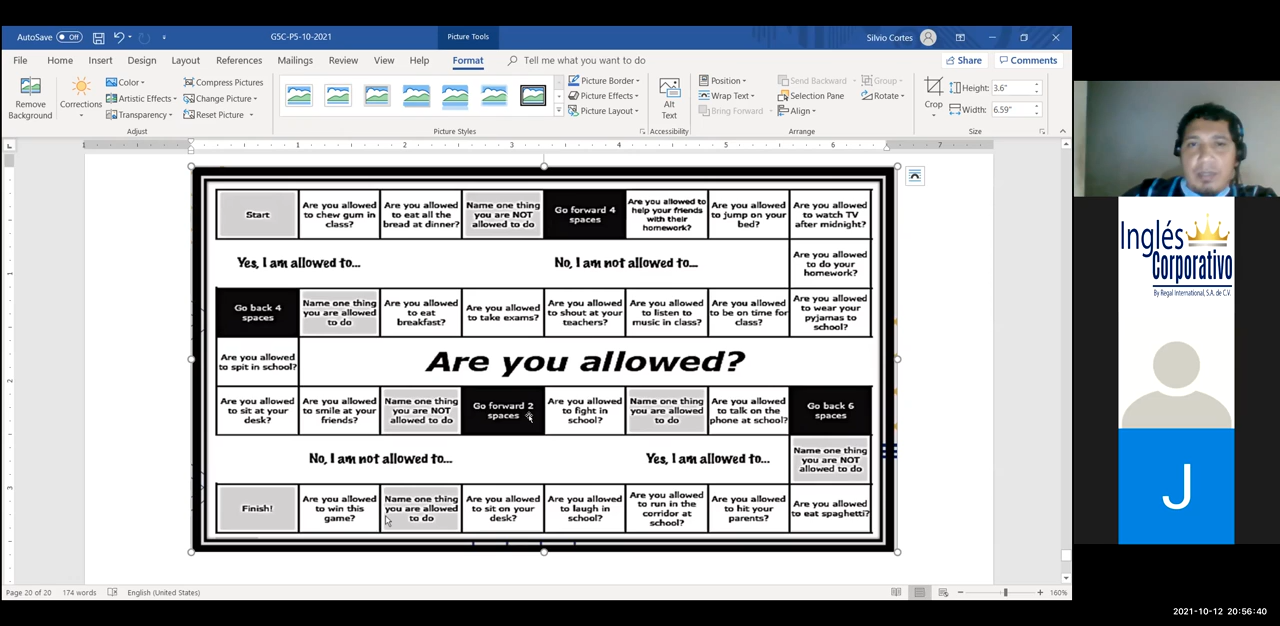 AutoSave Off G5C-P5-10-2021 Picture Tools Silvio Cortes
File Home Insert Design Layout References Mailings Review View Help Format Tell me what you want to do Share Comments
Remove Background
Corrections
Color
Artistic Effects
Transparency
Compress Pictures
Change Picture
Reset Picture
Adjust
Picture Styles
Picture Border
Picture Effects
Picture Layout
Alt Text
Accessibility
Position
Wrap Text
Bring Forward
Send Backward
Selection Pane
Align
Group
Rotate
Arrange
Crop
Height: 3.6"
Width: 6.59"
Size
1 1 2 3 4 5 6 7
Start
Are you allowed
to chew gum in
class?
Are you allowed
to eat all the
bread at dinner?
Name one thing
you are NOT
allowed to do
Go forward 4
spaces
Are you allowed to
help your friends
with their
homework?
Are you allowed
to jump on your
bed?
Are you allowed
to watch TV
after midnight?
Yes, I am allowed to...
No, I am not allowed to...
Are you allowed
to do your
homework?
Go back 4
spaces
Name one thing
you are allowed
to do
Are you allowed
to eat
breakfast?
Are you allowed
to take exams?
Are you allowed
to shout at your
teachers?
Are you allowed
to listen to
music in class?
Are you allowed
to be on time for
class?
Are you allowed
to wear your
pyjamas to
school?
Are you allowed
to spit in school?
Are you allowed?
Are you allowed
to sit at your
desk?
Are you allowed
to smile at your
friends?
Name one thing
you are NOT
allowed to do
Go forward 2
spaces
Are you allowed
to fight in
school?
Name one thing
you are allowed
to do
Are you allowed
to talk on the
phone at school?
Go back 6
spaces
No, I am not allowed to...
Yes, I am allowed to...
Name one thing
you are NOT
allowed to do
Finish!
Are you allowed
to win this
game?
Name one thing
you are allowed
to do
Are you allowed
to sit on your
desk?
Are you allowed
to laugh in
school?
Are you allowed
to run in the
corridor at
school?
Are you allowed
to hit your
parents?
Are you allowed
to eat spaghetti?
1
2
3
Page 20 of 20 174 words English (United States) 160%
Inglés
Corporativo
By Regal International, S.A. de C.V.
J
2021-10-12 20:56:40